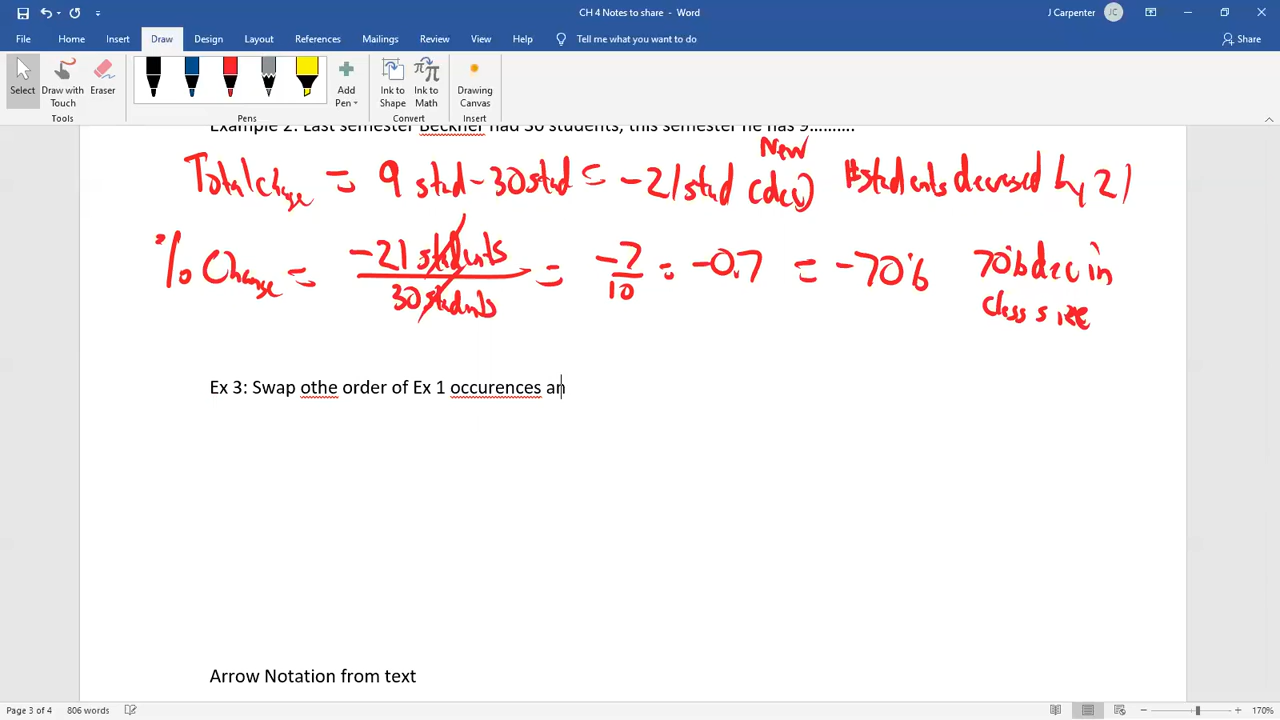 CH 4 Notes to share - Word
J Carpenter JC
File Home Insert Draw Design Layout References Mailings Review View Help Tell me what you want to do Share
Select Draw with Touch Eraser Add Pen Ink to Shape Ink to Math Drawing Canvas
Tools Pens Convert Insert
Example 2: Last semester Beckner had 30 students, this semester he has 9..........
New
Total change = 9 stud - 30 stud = -21 stud (dec) #students decreased by 21
% Change = -21 students / 30 students = -7/10 = -0.7 = -70% 70% dec in
class size
Ex 3: Swap othe order of Ex 1 occurences an
Arrow Notation from text
Page 3 of 4 806 words 170%